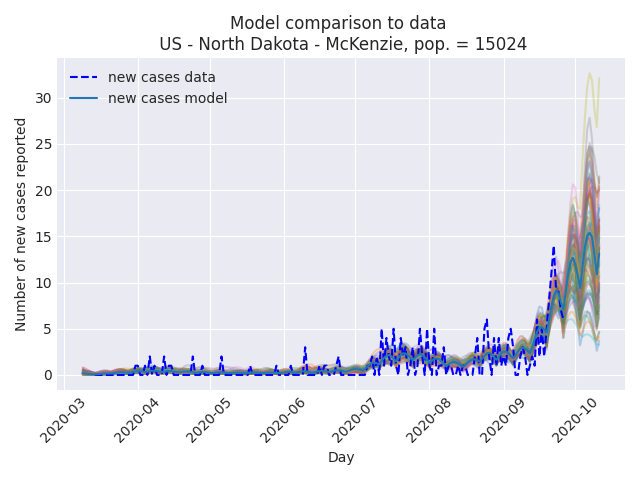 Model comparison to data
US - North Dakota - McKenzie, pop. = 15024
new cases data
new cases model
Number of new cases reported
30
25
20
15
10
5
0
2020-03
2020-04
2020-05
2020-06
2020-07
2020-08
2020-09
2020-10
Day